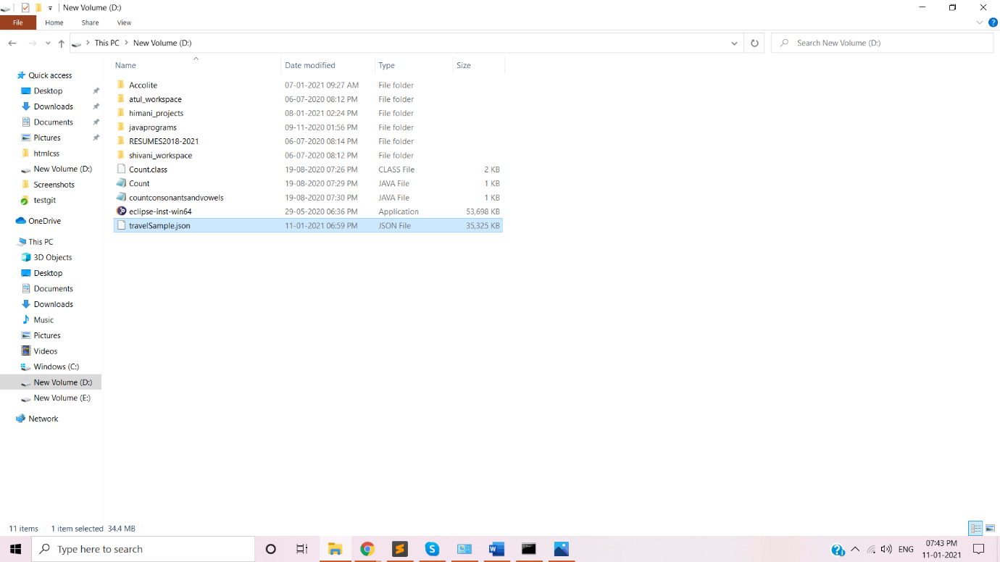 New Volume (D:)
File Home Share View
This PC New Volume (D:) Search New Volume (D:)
Name Date modified Type Size
Quick access
Desktop
Downloads
Documents
Pictures
htmlcss
New Volume (D:)
Screenshots
testgit
OneDrive
This PC
3D Objects
Desktop
Documents
Downloads
Music
Pictures
Videos
Windows (C:)
New Volume (D:)
New Volume (E:)
Network
Accolite 07-01-2021 09:27 AM File folder
atul_workspace 06-07-2020 08:12 PM File folder
himani_projects 08-01-2021 02:24 PM File folder
javaprograms 09-11-2020 01:56 PM File folder
RESUMES2018-2021 06-07-2020 08:14 PM File folder
shivani_workspace 06-07-2020 08:12 PM File folder
Count.class 19-08-2020 07:26 PM CLASS File 2 KB
Count 19-08-2020 07:29 PM JAVA File 1 KB
countconsonantsandvowels 19-08-2020 07:30 PM JAVA File 1 KB
eclipse-inst-win64 29-05-2020 06:36 PM Application 53,698 KB
travelSample.json 11-01-2021 06:59 PM JSON File 35,325 KB
11 items 1 item selected 34.4 MB
Type here to search
ENG
07:43 PM
11-01-2021